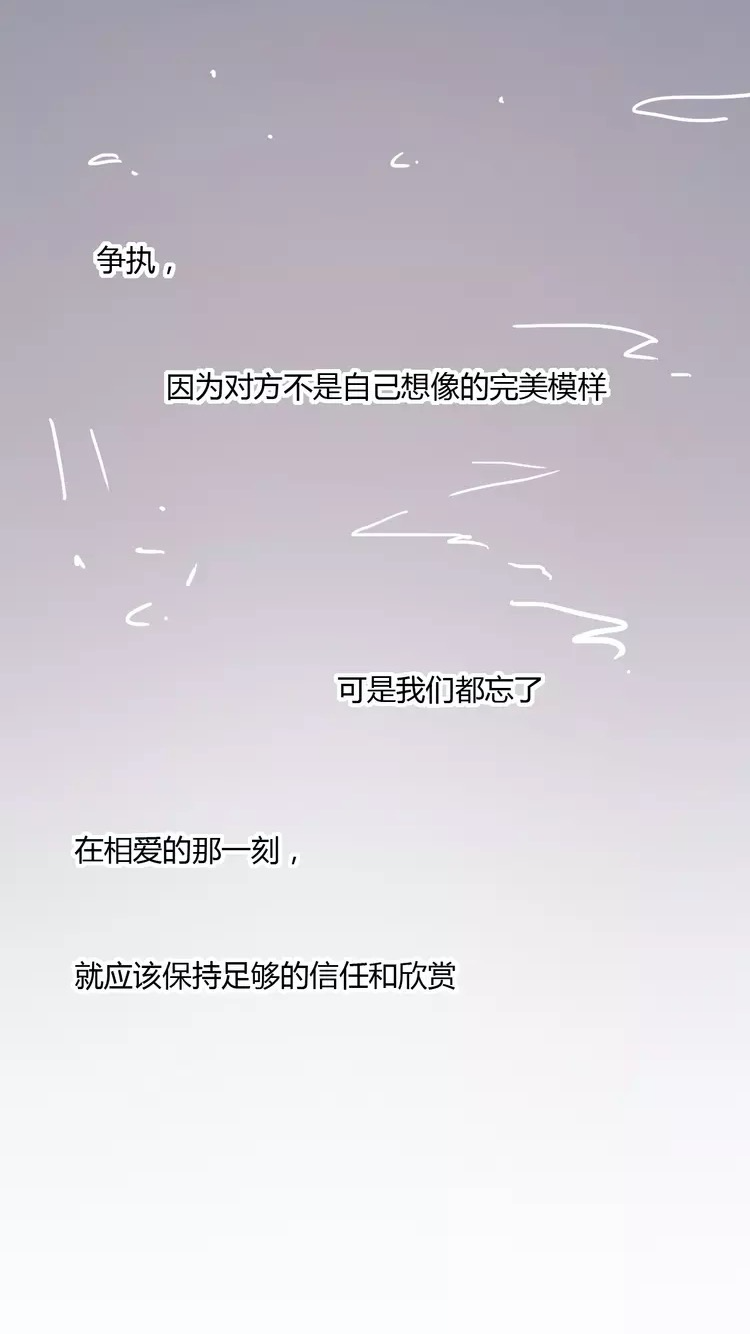 争执，
因为对方不是自己想像的完美模样
可是我们都忘了
在相爱的那一刻，
就应该保持足够的信任和欣赏